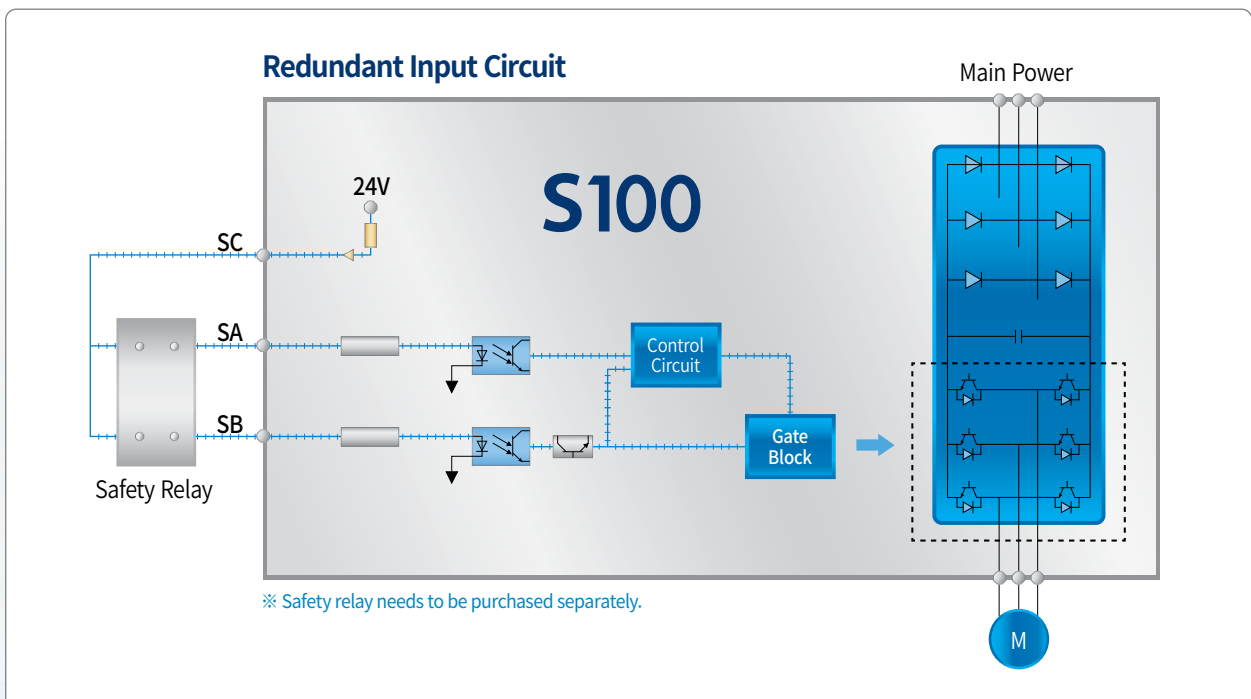 Redundant Input Circuit
Main Power
S100
24V
SC
SA
Control
Circuit
SB
Gate
Block
Safety Relay
※ Safety relay needs to be purchased separately.
M